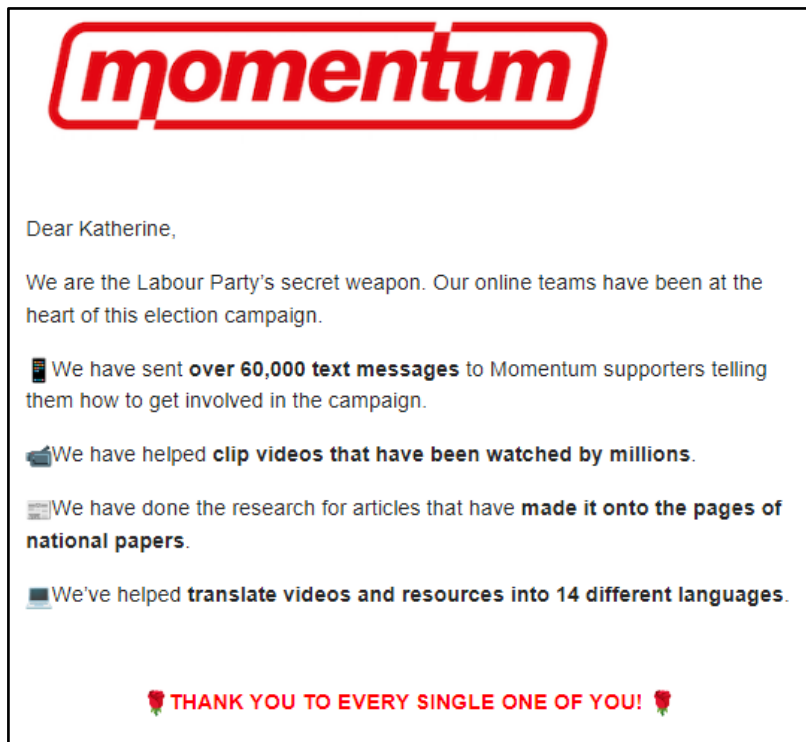 momentum
Dear Katherine,
We are the Labour Party's secret weapon. Our online teams have been at the
heart of this election campaign.
📱We have sent over 60,000 text messages to Momentum supporters telling
them how to get involved in the campaign.
📹We have helped clip videos that have been watched by millions.
📰We have done the research for articles that have made it onto the pages of
national papers.
💻We've helped translate videos and resources into 14 different languages.
🌹THANK YOU TO EVERY SINGLE ONE OF YOU! 🌹